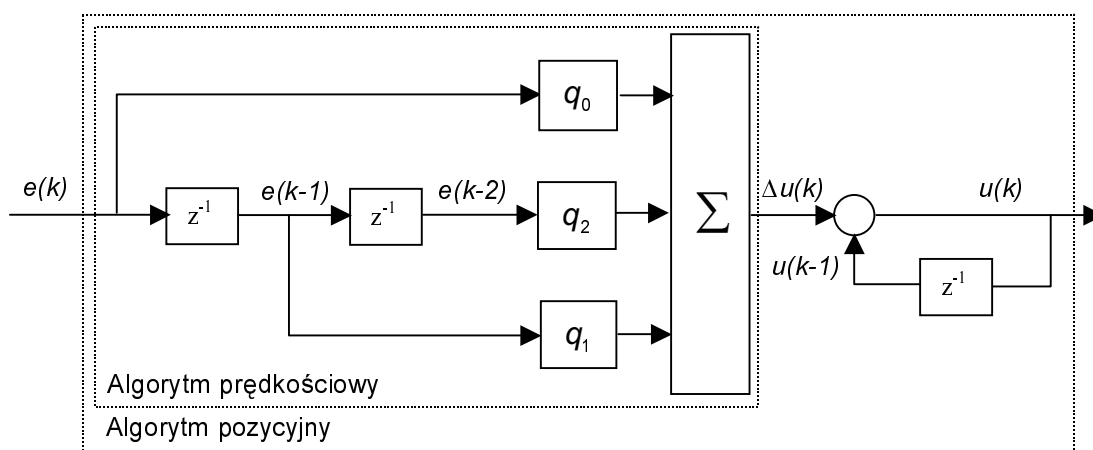 q₀
e(k)
z⁻¹
e(k-1)
z⁻¹
e(k-2)
q₂
∑
Δu(k)
u(k)
u(k-1)
z⁻¹
q₁
Algorytm prędkościowy
Algorytm pozycyjny